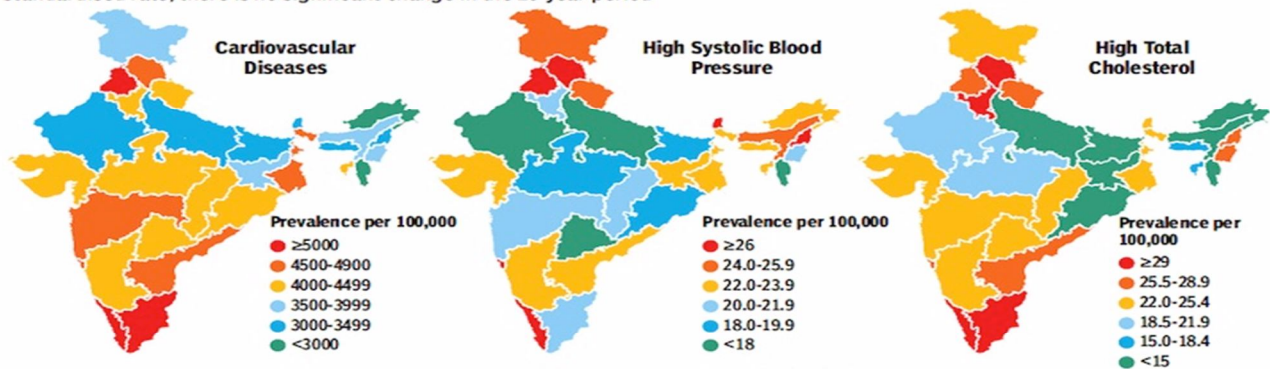 Cardiovascular
Diseases
Prevalence per 100,000
≥5000
4500-4900
4000-4499
3500-3999
3000-3499
<3000
High Systolic Blood
Pressure
Prevalence per 100,000
≥26
24.0-25.9
22.0-23.9
20.0-21.9
18.0-19.9
<18
High Total
Cholesterol
Prevalence per
100,000
≥29
25.5-28.9
22.0-25.4
18.5-21.9
15.0-18.4
<15